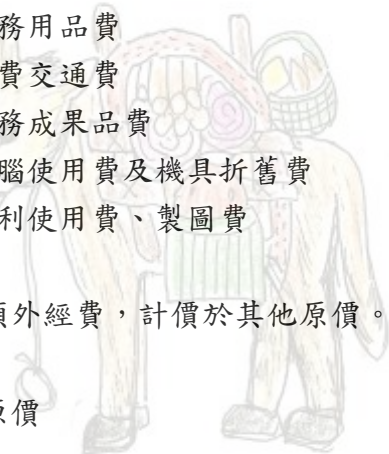 務用品費
費交通費
務成果品費
腦使用費及機具折舊費
利使用費、製圖費
額外經費，計價於其他原價。
原價